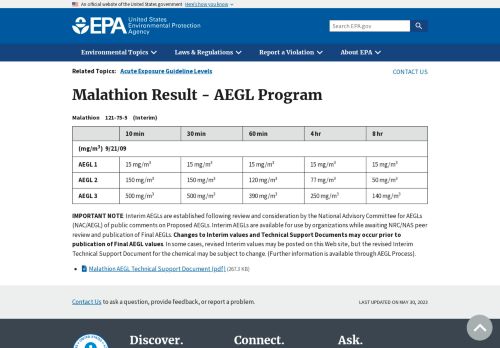 An official website of the United States government Here's how you know
EPA United States
Environmental Protection
Agency
Search EPA.gov
Environmental Topics Laws & Regulations Report a Violation About EPA
Related Topics: Acute Exposure Guideline Levels
CONTACT US
Malathion Result - AEGL Program
Malathion 121-75-5 (Interim)
10 min 30 min 60 min 4 hr 8 hr
(mg/m³) 9/21/09
AEGL 1 15 mg/m³ 15 mg/m³ 15 mg/m³ 15 mg/m³ 15 mg/m³
AEGL 2 150 mg/m³ 150 mg/m³ 120 mg/m³ 77 mg/m³ 50 mg/m³
AEGL 3 500 mg/m³ 500 mg/m³ 390 mg/m³ 250 mg/m³ 140 mg/m³
IMPORTANT NOTE: Interim AEGLs are established following review and consideration by the National Advisory Committee for AEGLs
(NAC/AEGL) of public comments on Proposed AEGLs. Interim AEGLs are available for use by organizations while awaiting NRC/NAS peer
review and publication of Final AEGLs. Changes to Interim values and Technical Support Documents may occur prior to
publication of Final AEGL values. In some cases, revised Interim values may be posted on this Web site, but the revised Interim
Technical Support Document for the chemical may be subject to change. (Further information is available through AEGL Process).
Malathion AEGL Technical Support Document (pdf) (267.3 KB)
Contact Us to ask a question, provide feedback, or report a problem.
LAST UPDATED ON MAY 30, 2023
Discover. Connect. Ask.